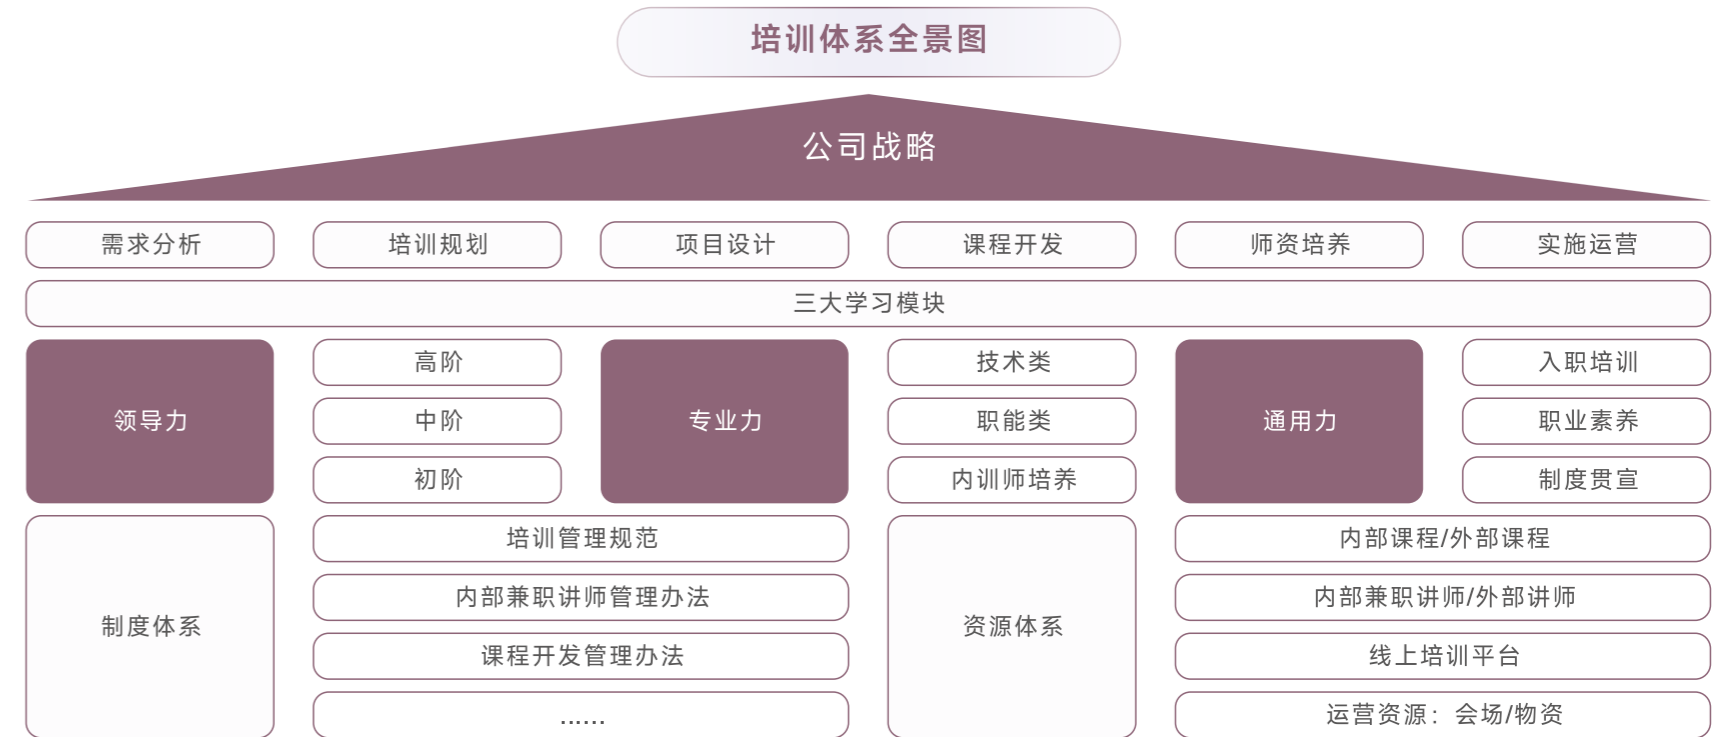 培训体系全景图
公司战略
需求分析 培训规划 项目设计 课程开发 师资培养 实施运营
三大学习模块
领导力
高阶
中阶
初阶
专业力
技术类
职能类
内训师培养
通用力
入职培训
职业素养
制度贯宣
制度体系
培训管理规范
内部兼职讲师管理办法
课程开发管理办法
......
资源体系
内部课程/外部课程
内部兼职讲师/外部讲师
线上培训平台
运营资源：会场/物资